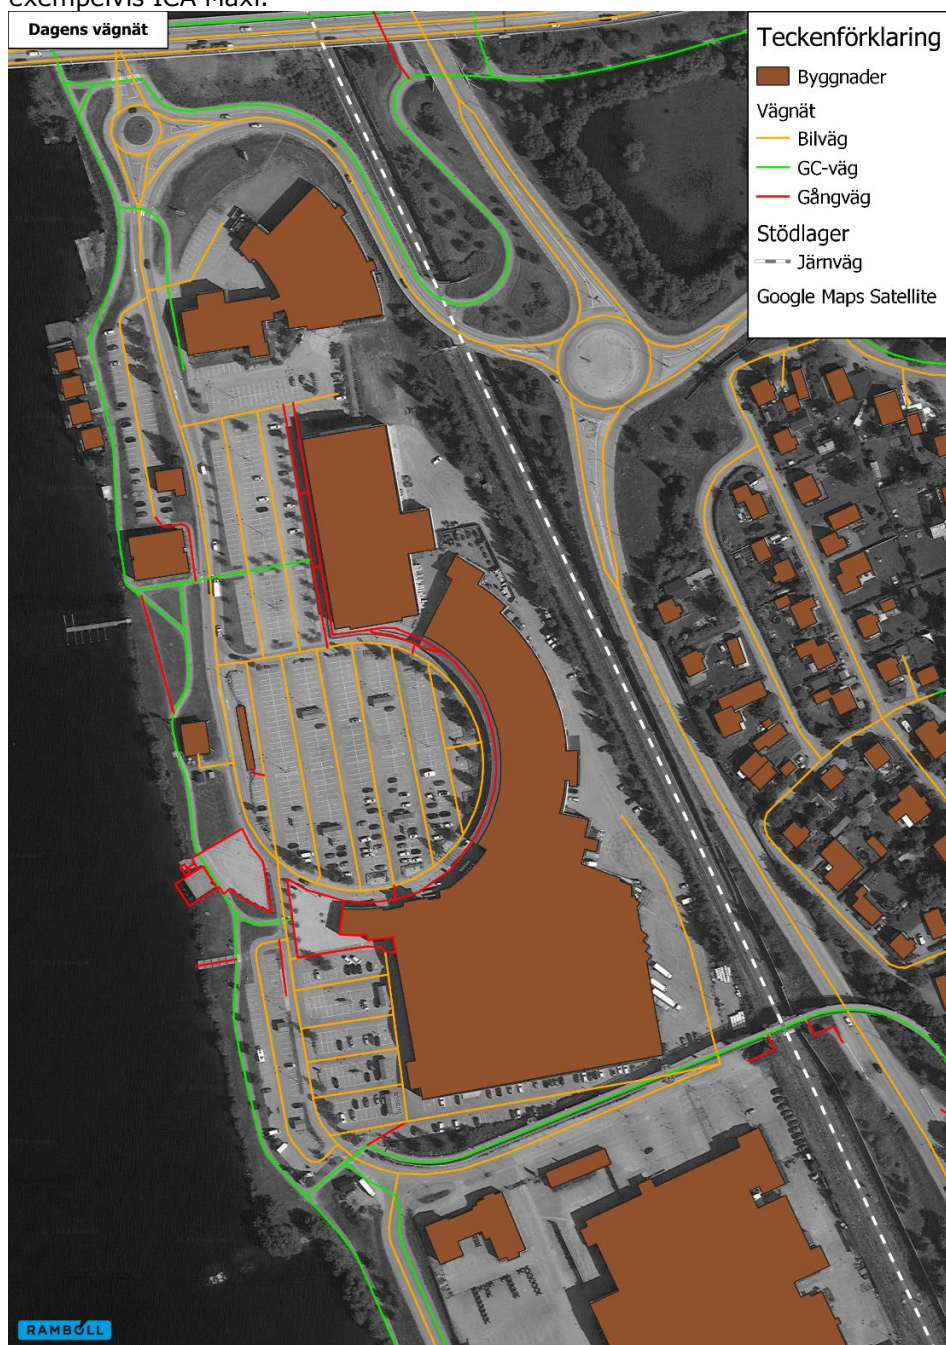 exempelvis ICA Maxi.
Dagens vägnät
Teckenförklaring
Byggnader
Vägnät
Bilväg
GC-väg
Gångväg
Stödlager
Järnväg
Google Maps Satellite
RAMBOLL